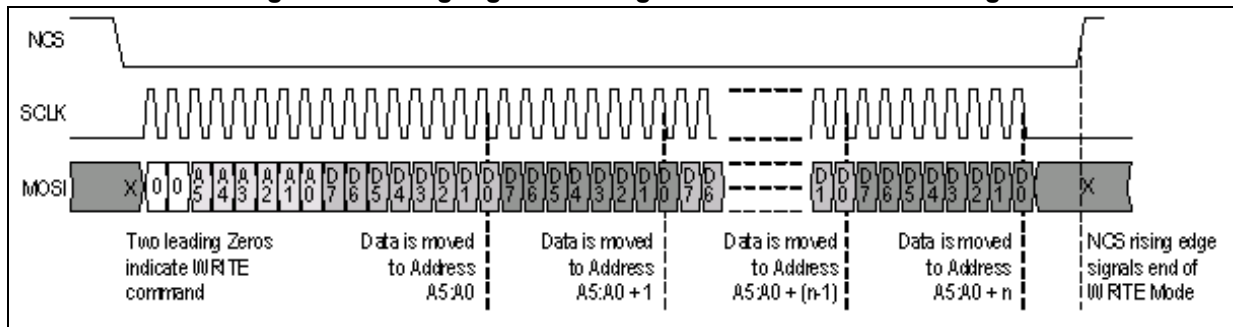 NCS
SCLK
MOSI X 0 0 A5 A4 A3 A2 A1 A0 D7 D6 D5 D4 D3 D2 D1 D0 D7 D6 D5 D4 D3 D2 D1 D0 D7 D6 D1 D0 D7 D6 D5 D4 D3 D2 D1 D0 X
Two leading Zeros
indicate WRITE
command
Data is moved
to Address
A5:A0
Data is moved
to Address
A5:A0 +1
Data is moved
to Address
A5:A0 + (n-1)
Data is moved
to Address
A5:A0 + n
NCS rising edge
signals end of
WRITE Mode